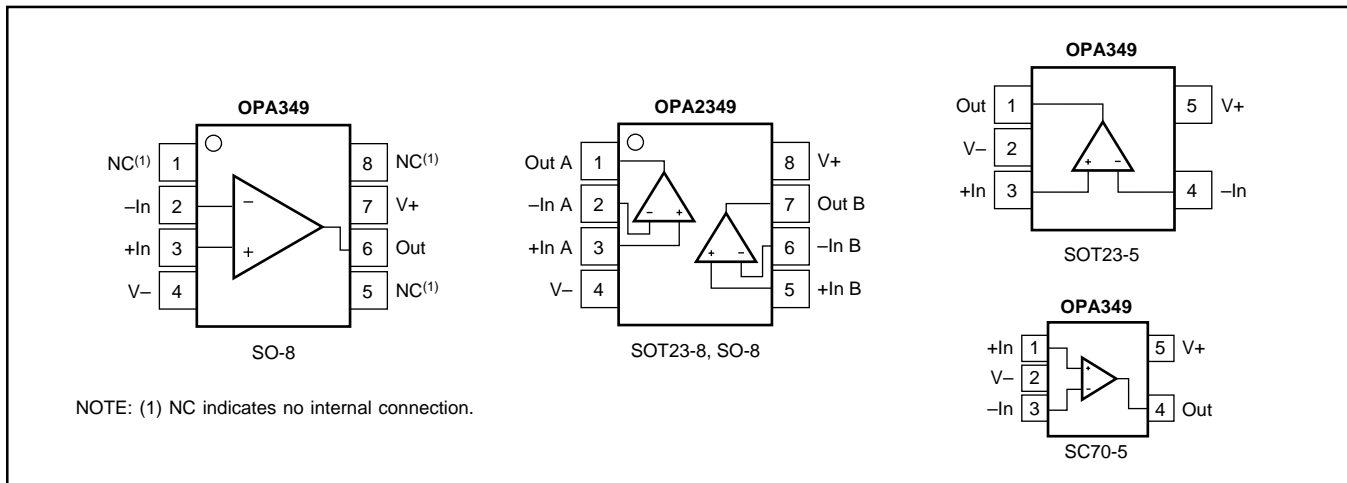 OPA349
NC(1) 1
–In 2
+In 3
V– 4
8 NC(1)
7 V+
6 Out
5 NC(1)
– 
+
SO-8
OPA2349
Out A 1
–In A 2
+In A 3
V– 4
8 V+
7 Out B
6 –In B
5 +In B
– +
+ –
SOT23-8, SO-8
OPA349
Out 1
V– 2
+In 3
5 V+
4 –In
+ –
SOT23-5
OPA349
+In 1
V– 2
–In 3
5 V+
4 Out
+
–
SC70-5
NOTE: (1) NC indicates no internal connection.